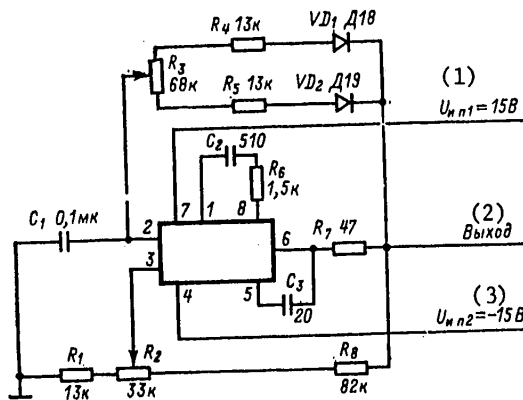 R₄ 13к
VD₁ Д18
R₃
68к
R₅ 13к
VD₂ Д19
(1)
Uи п1 = 15В
C₂ 510
R₆
1,5к
C₁ 0,1мк
7
1
8
2
3
6
4
5
R₇ 47
(2)
Выход
C₃
20
(3)
Uи п2 = -15В
R₁
13к
R₂
33к
R₈
82к